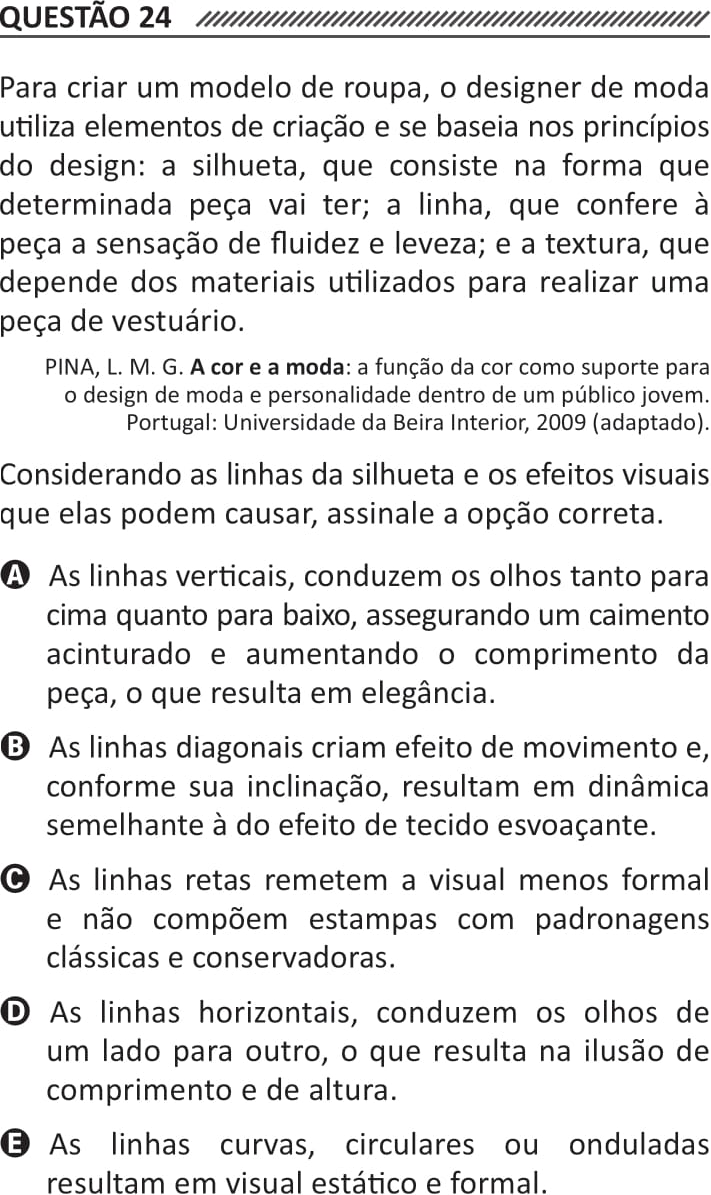 QUESTÃO 24
Para criar um modelo de roupa, o designer de moda
utiliza elementos de criação e se baseia nos princípios
do design: a silhueta, que consiste na forma que
determinada peça vai ter; a linha, que confere à
peça a sensação de fluidez e leveza; e a textura, que
depende dos materiais utilizados para realizar uma
peça de vestuário.
PINA, L. M. G. A cor e a moda: a função da cor como suporte para
o design de moda e personalidade dentro de um público jovem.
Portugal: Universidade da Beira Interior, 2009 (adaptado).
Considerando as linhas da silhueta e os efeitos visuais
que elas podem causar, assinale a opção correta.
A As linhas verticais, conduzem os olhos tanto para
cima quanto para baixo, assegurando um caimento
acinturado e aumentando o comprimento da
peça, o que resulta em elegância.
B As linhas diagonais criam efeito de movimento e,
conforme sua inclinação, resultam em dinâmica
semelhante à do efeito de tecido esvoaçante.
C As linhas retas remetem a visual menos formal
e não compõem estampas com padronagens
clássicas e conservadoras.
D As linhas horizontais, conduzem os olhos de
um lado para outro, o que resulta na ilusão de
comprimento e de altura.
E As linhas curvas, circulares ou onduladas
resultam em visual estático e formal.